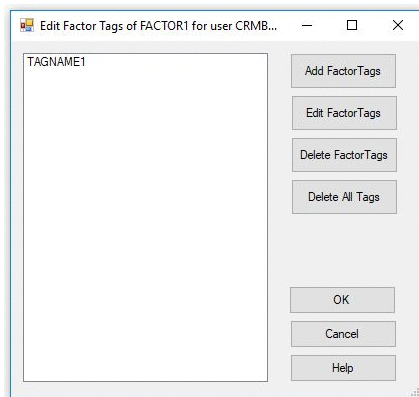 Edit Factor Tags of FACTOR1 for user CRMB...
TAGNAME1
Add FactorTags
Edit FactorTags
Delete FactorTags
Delete All Tags
OK
Cancel
Help